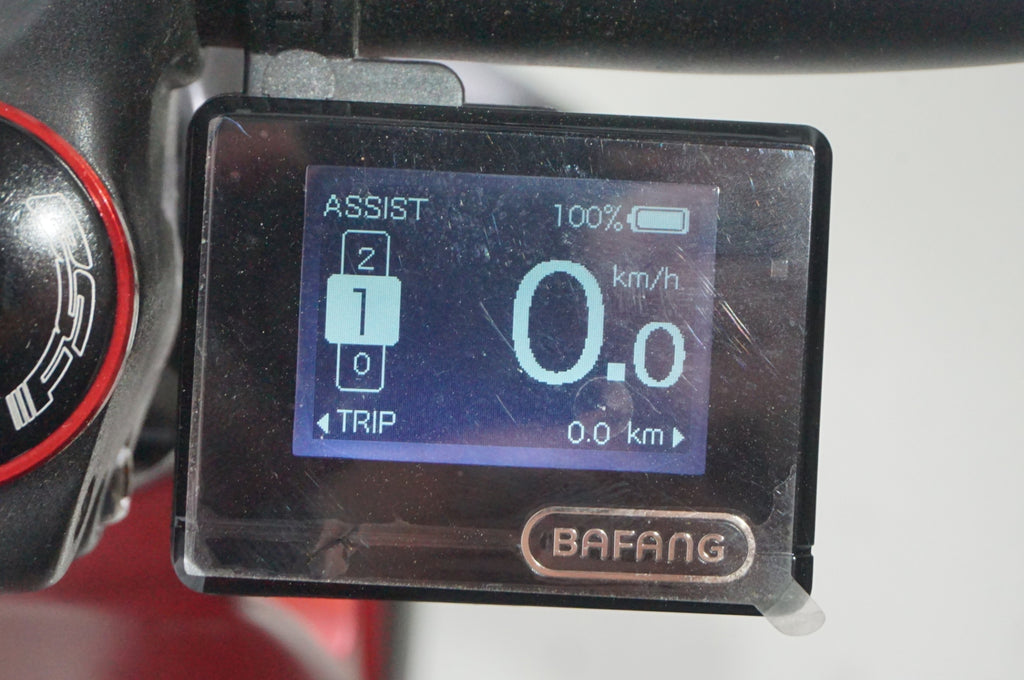 ASSIST
100%
2
1
0
km/h
0.0
TRIP
0.0 km
BAFANG